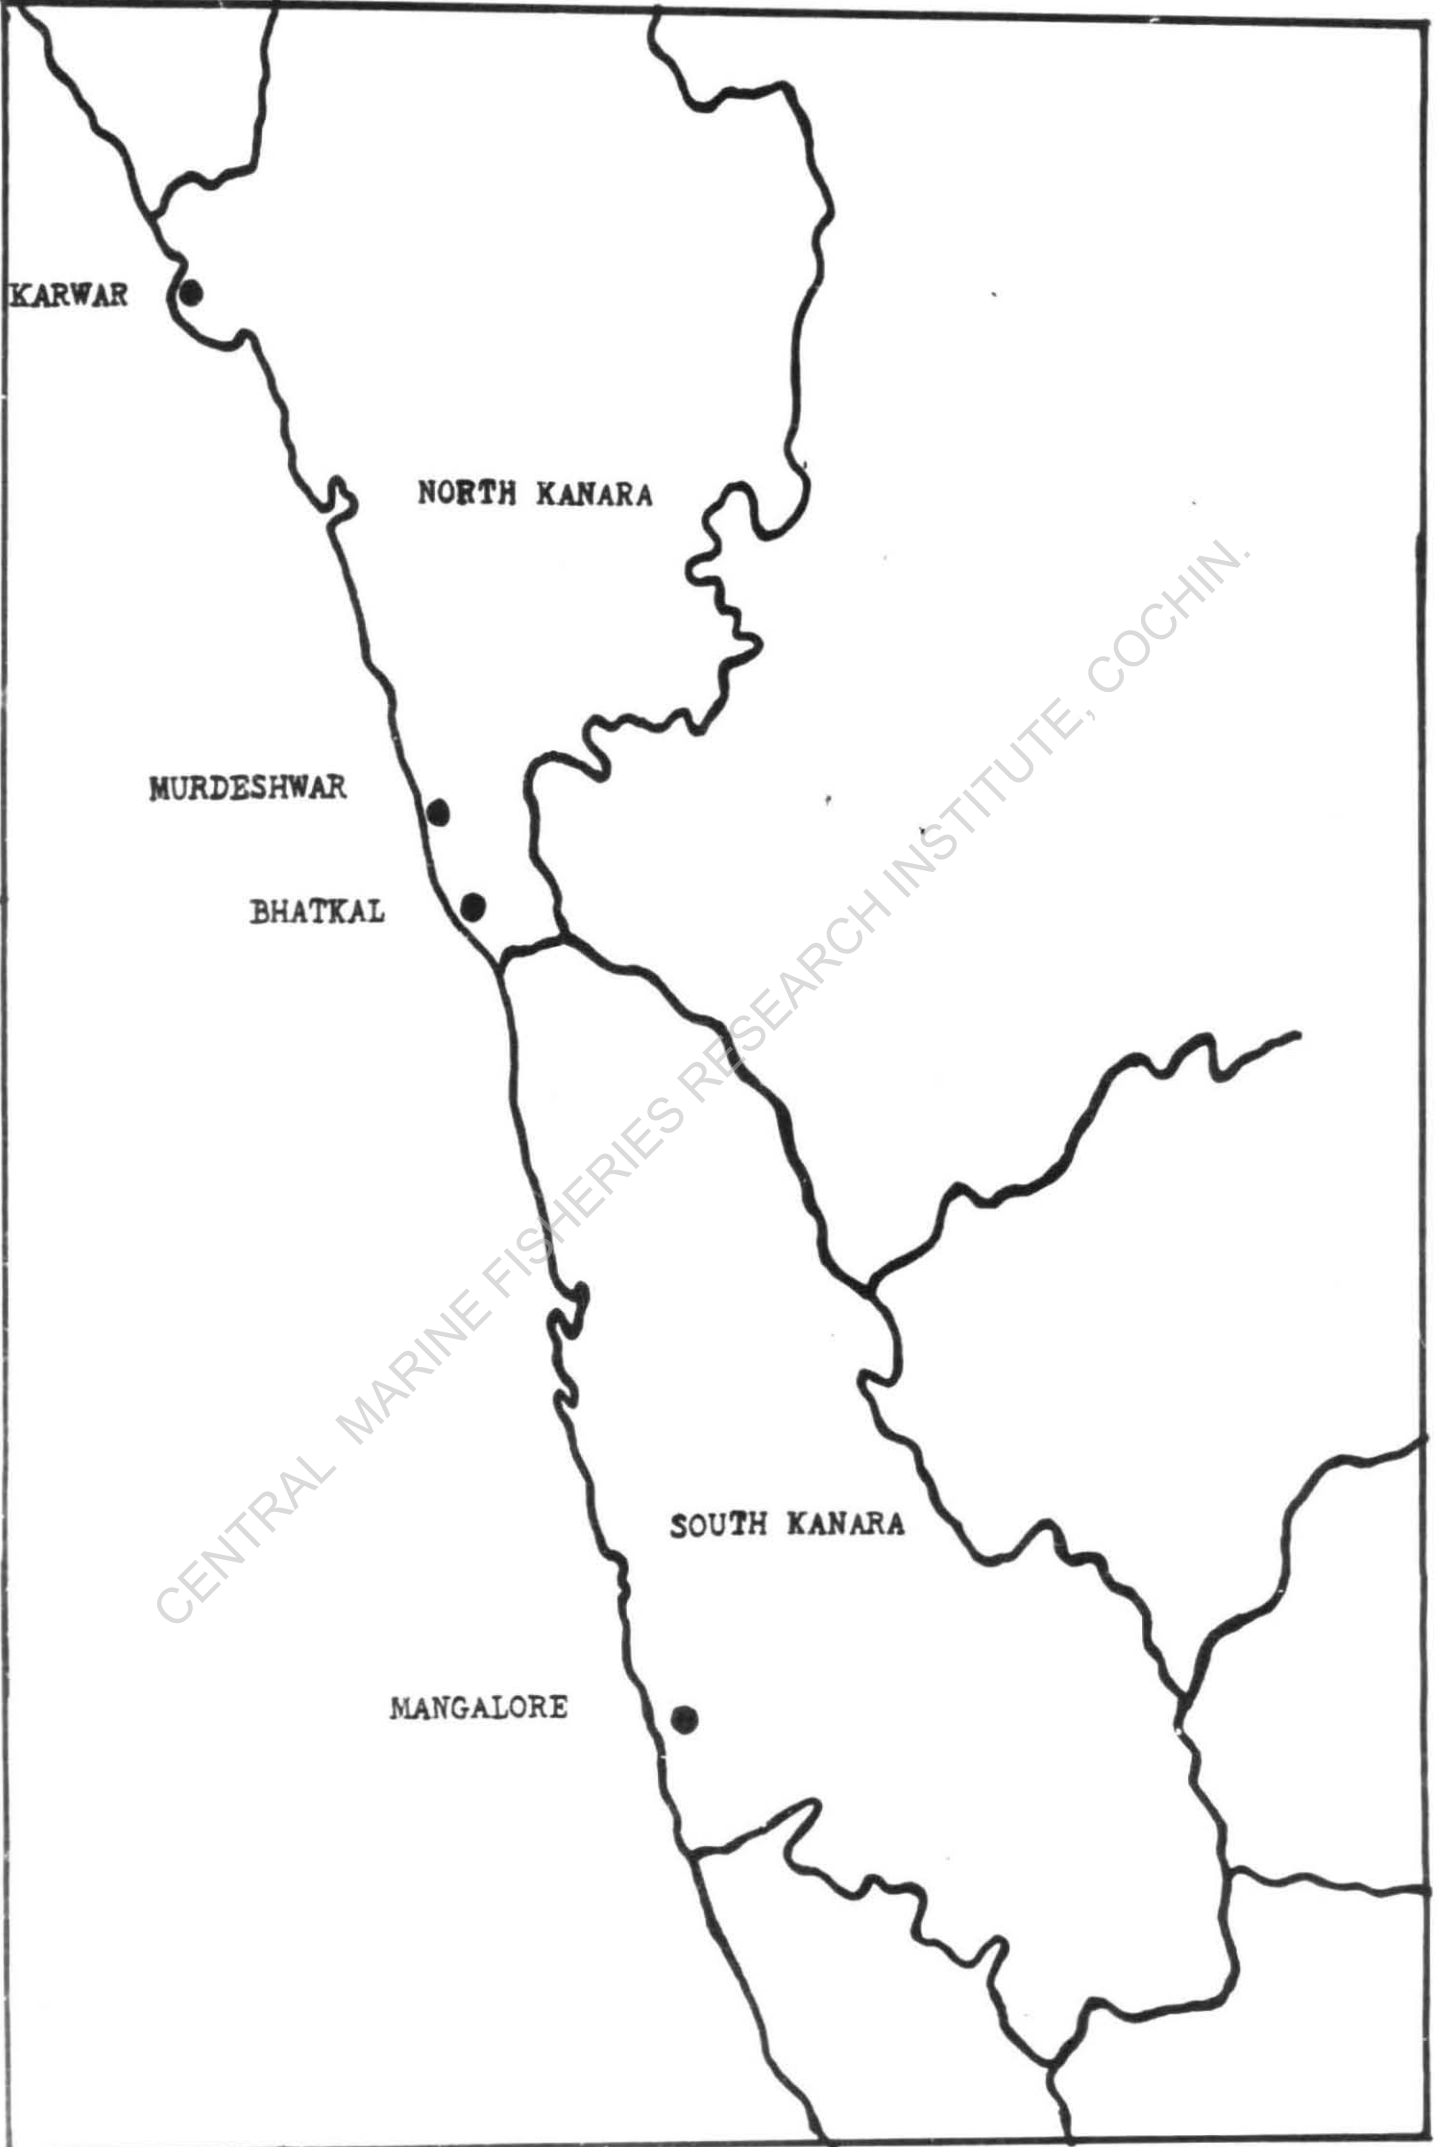 KARWAR
NORTH KANARA
MURDESHWAR
BHATKAL
SOUTH KANARA
MANGALORE
CENTRAL MARINE FISHERIES RESEARCH INSTITUTE, COCHIN.